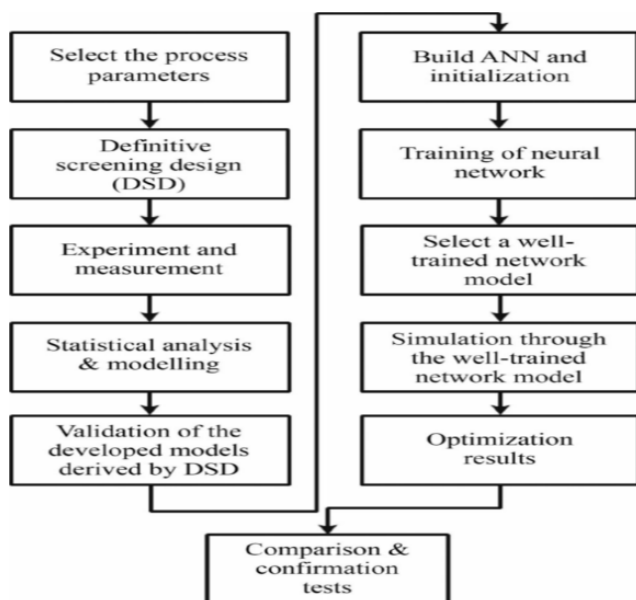 Select the process
parameters
Definitive
screening design
(DSD)
Experiment and
measurement
Statistical analysis
& modelling
Validation of the
developed models
derived by DSD
Build ANN and
initialization
Training of neural
network
Select a well-
trained network
model
Simulation through
the well-trained
network model
Optimization
results
Comparison &
confirmation
tests